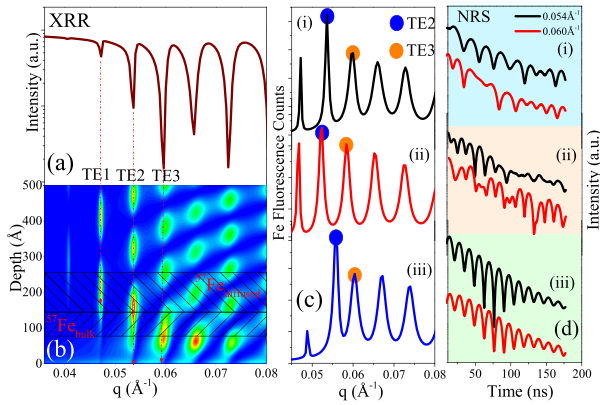 XRR
Intensity (a.u.)
(a)
TE1 TE2 TE3
500
400
300
200
100
0
Depth (Å)
57Fe diffused
57Fe bulk
(b)
0.04 0.05 0.06 0.07 0.08
q (Å-1)
(i)
TE2
TE3
(ii)
(iii)
(c)
Fe Fluorescence Counts
0.05 0.06 0.07 0.08
q (Å-1)
NRS
0.054Å-1
0.060Å-1
(i)
(ii)
(iii)
(d)
Intensity (a.u.)
0 50 100 150 200
Time (ns)